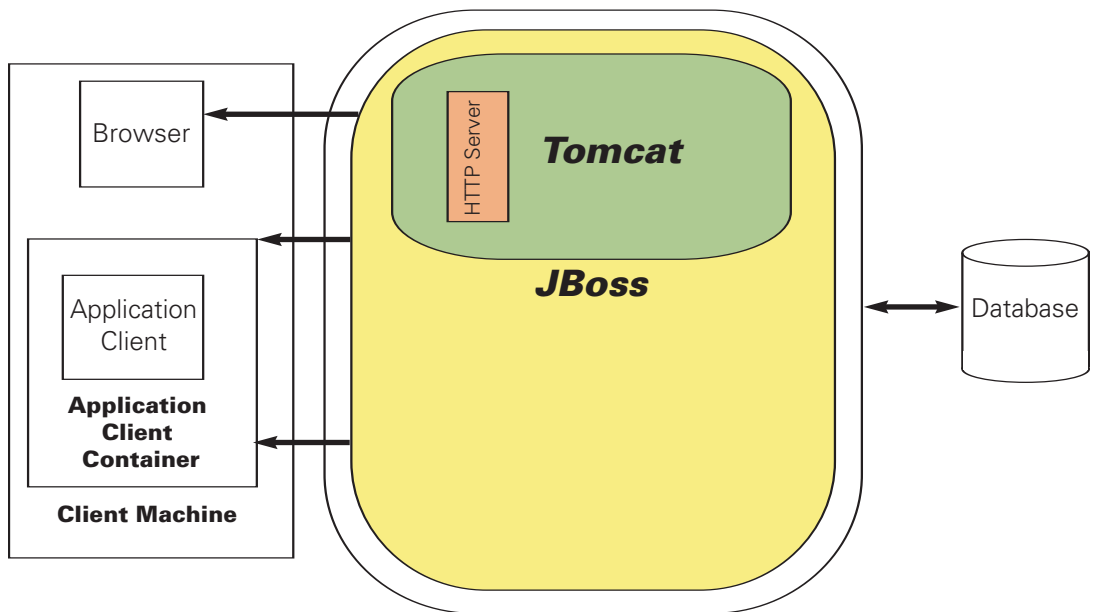 Browser
Application
Client
Application
Client
Container
Client Machine
HTTP Server
Tomcat
JBoss
Database